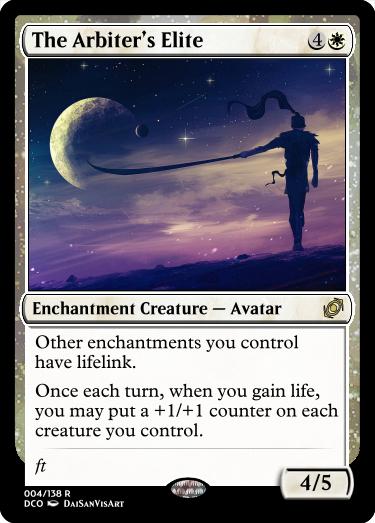 The Arbiter's Elite 4
Enchantment Creature — Avatar
Other enchantments you control
have lifelink.
Once each turn, when you gain life,
you may put a +1/+1 counter on each
creature you control.
ft
4/5
004/138 R
DCO DaiSanVisArt